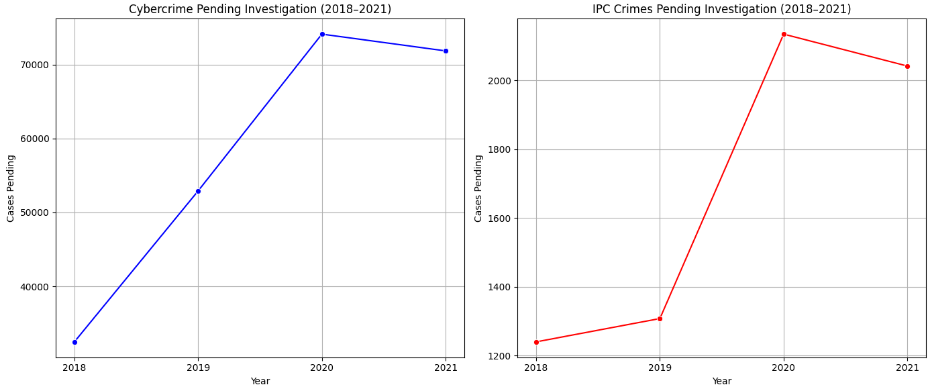 Cybercrime Pending Investigation (2018–2021)
70000
60000
50000
40000
Cases Pending
2018 2019 2020 2021
Year
IPC Crimes Pending Investigation (2018–2021)
2000
1800
1600
1400
1200
Cases Pending
2018 2019 2020 2021
Year